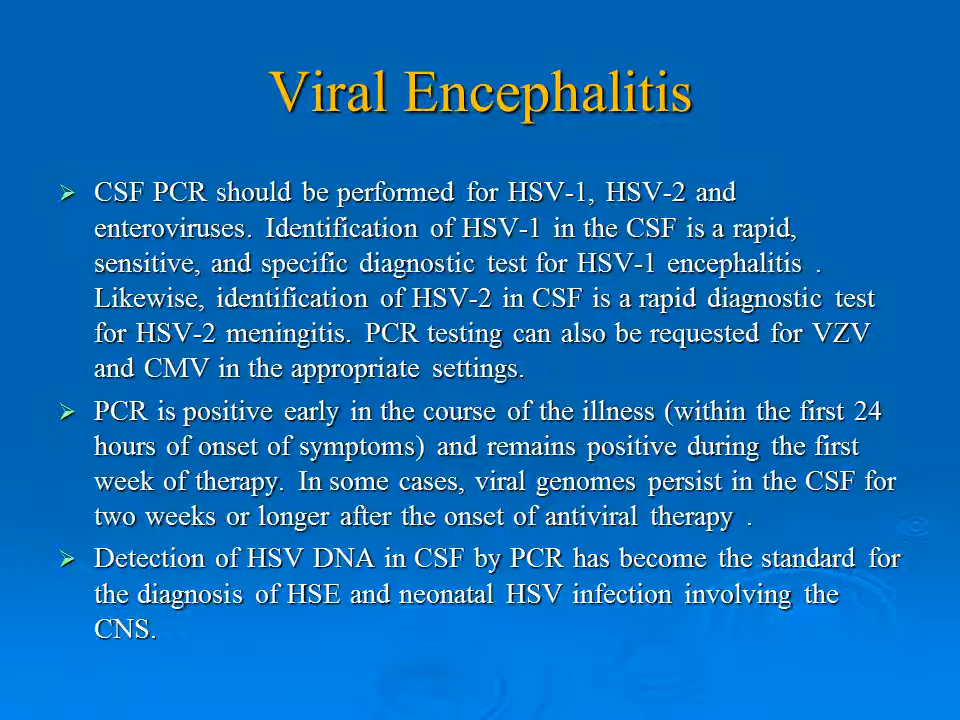 Viral Encephalitis
CSF PCR should be performed for HSV-1, HSV-2 and
enteroviruses. Identification of HSV-1 in the CSF is a rapid,
sensitive, and specific diagnostic test for HSV-1 encephalitis .
Likewise, identification of HSV-2 in CSF is a rapid diagnostic test
for HSV-2 meningitis. PCR testing can also be requested for VZV
and CMV in the appropriate settings.
PCR is positive early in the course of the illness (within the first 24
hours of onset of symptoms) and remains positive during the first
week of therapy. In some cases, viral genomes persist in the CSF for
two weeks or longer after the onset of antiviral therapy .
Detection of HSV DNA in CSF by PCR has become the standard for
the diagnosis of HSE and neonatal HSV infection involving the
CNS.